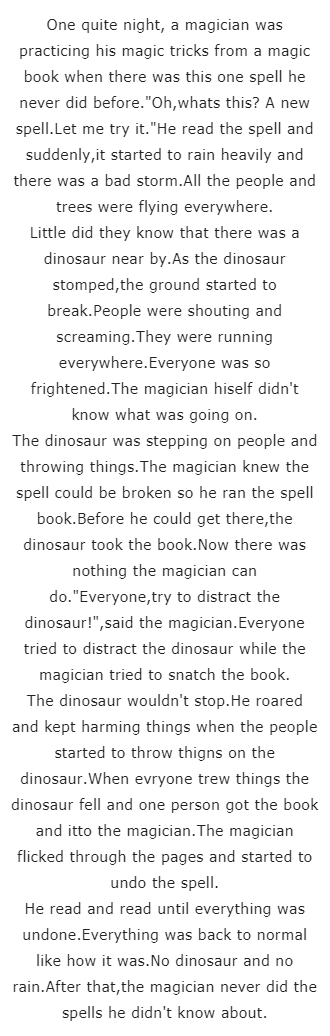 One quite night, a magician was
practicing his magic tricks from a magic
book when there was this one spell he
never did before."Oh,whats this? A new
spell.Let me try it."He read the spell and
suddenly,it started to rain heavily and
there was a bad storm.All the people and
trees were flying everywhere.
Little did they know that there was a
dinosaur near by.As the dinosaur
stomped,the ground started to
break.People were shouting and
screaming.They were running
everywhere.Everyone was so
frightened.The magician hiself didn't
know what was going on.
The dinosaur was stepping on people and
throwing things.The magician knew the
spell could be broken so he ran the spell
book.Before he could get there,the
dinosaur took the book.Now there was
nothing the magician can
do."Everyone,try to distract the
dinosaur!",said the magician.Everyone
tried to distract the dinosaur while the
magician tried to snatch the book.
The dinosaur wouldn't stop.He roared
and kept harming things when the people
started to throw thigns on the
dinosaur.When evryone trew things the
dinosaur fell and one person got the book
and itto the magician.The magician
flicked through the pages and started to
undo the spell.
He read and read until everything was
undone.Everything was back to normal
like how it was.No dinosaur and no
rain.After that,the magician never did the
spells he didn't know about.